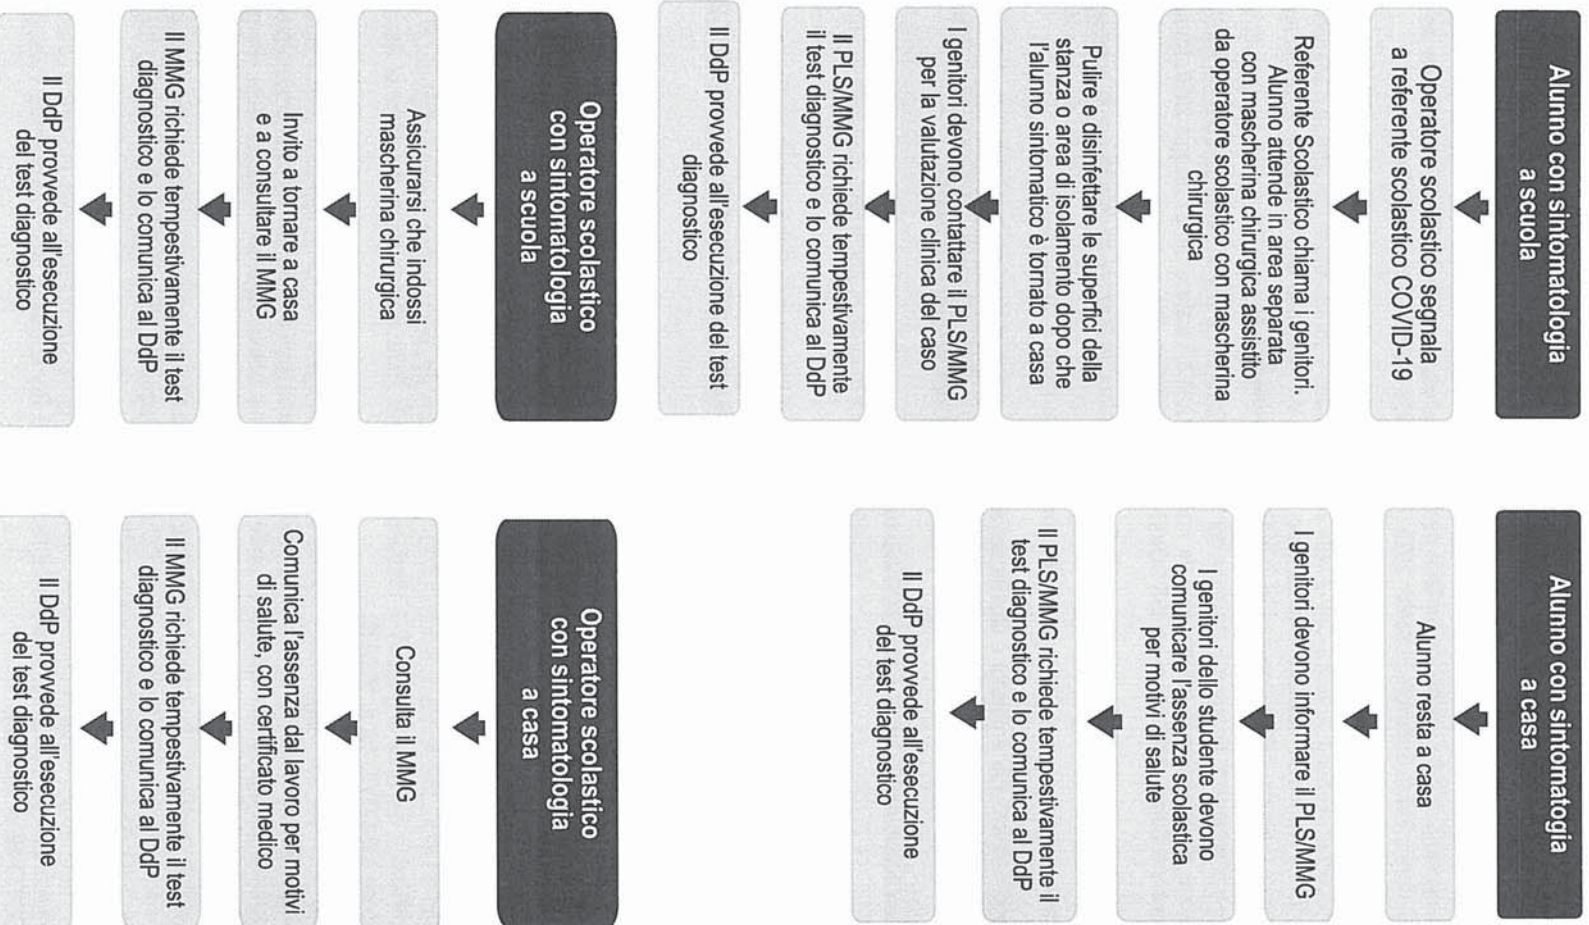 Alunno con sintomatologia
a scuola
Operatore scolastico segnala
a referente scolastico COVID-19
Referente Scolastico chiama i genitori.
Alunno attende in area separata
con mascherina chirurgica assistito
da operatore scolastico con mascherina
chirurgica
Pulire e disinfettare le superfici della
stanza o area di isolamento dopo che
l'alunno sintomatico è tornato a casa
I genitori devono contattare il PLS/MMG
per la valutazione clinica del caso
Il PLS/MMG richiede tempestivamente
il test diagnostico e lo comunica al DdP
Il DdP provvede all'esecuzione del test
diagnostico
Alunno con sintomatogia
a casa
Alunno resta a casa
I genitori devono informare il PLS/MMG
I genitori dello studente devono
comunicare l'assenza scolastica
per motivi di salute
Il PLS/MMG richiede tempestivamente il
test diagnostico e lo comunica al DdP
Il DdP provvede all'esecuzione
del test diagnostico
Operatore scolastico
con sintomatologia
a scuola
Assicurarsi che indossi
mascherina chirurgica
Invito a tornare a casa
e a consultare il MMG
Il MMG richiede tempestivamente il test
diagnostico e lo comunica al DdP
Il DdP provvede all'esecuzione
del test diagnostico
Operatore scolastico
con sintomatologia
a casa
Consulta il MMG
Comunica l'assenza dal lavoro per motivi
di salute, con certificato medico
Il MMG richiede tempestivamente il test
diagnostico e lo comunica al DdP
Il DdP provvede all'esecuzione
del test diagnostico